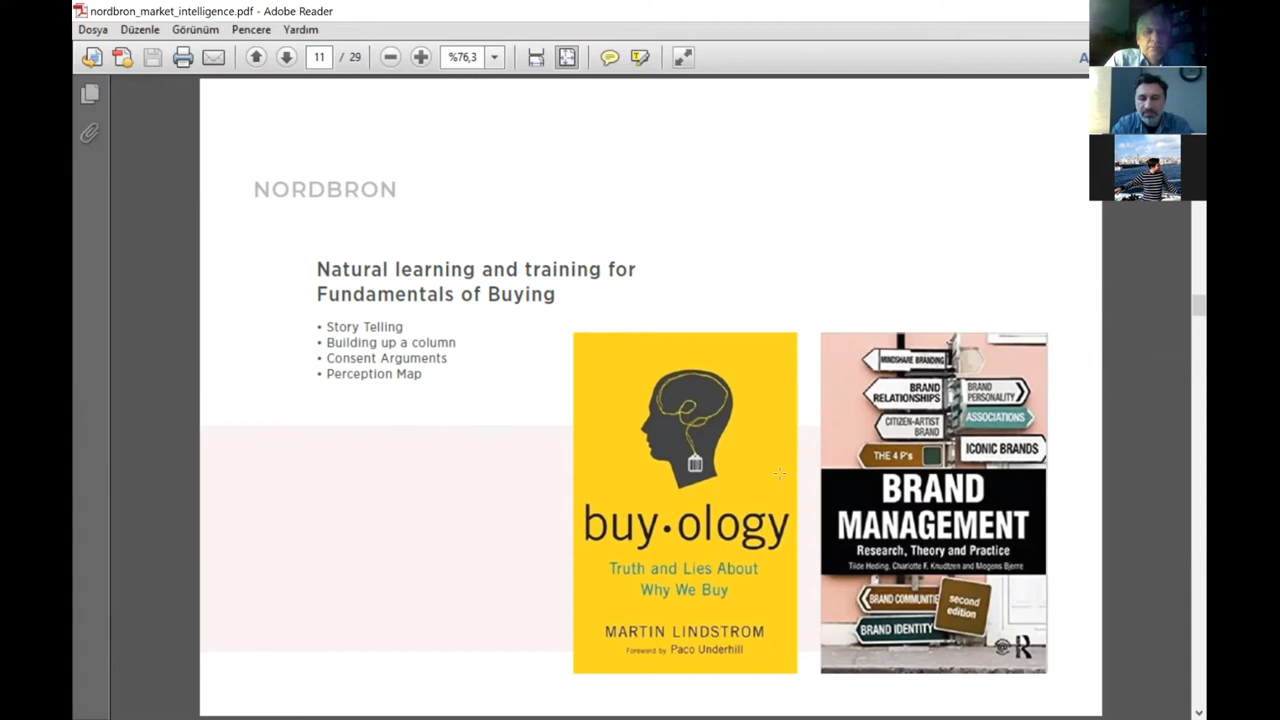 nordbron_market_intelligence.pdf - Adobe Reader
Dosya Düzenle Görünüm Pencere Yardım
11 / 29 %76,3
NORDBRON
Natural learning and training for
Fundamentals of Buying
• Story Telling
• Building up a column
• Consent Arguments
• Perception Map
buy•ology
Truth and Lies About
Why We Buy
MARTIN LINDSTROM
Foreword by Paco Underhill
MINDSHARE BRANDING
BRAND
RELATIONSHIPS
BRAND
PERSONALITY
CITIZEN-ARTIST
BRAND
ASSOCIATIONS
THE 4 P's
ICONIC BRANDS
BRAND
MANAGEMENT
Research, Theory and Practice
Tilde Heding, Charlotte F. Knudtzen and Mogens Bjerre
BRAND COMMUNITIE
second
edition
BRAND IDENTITY
R